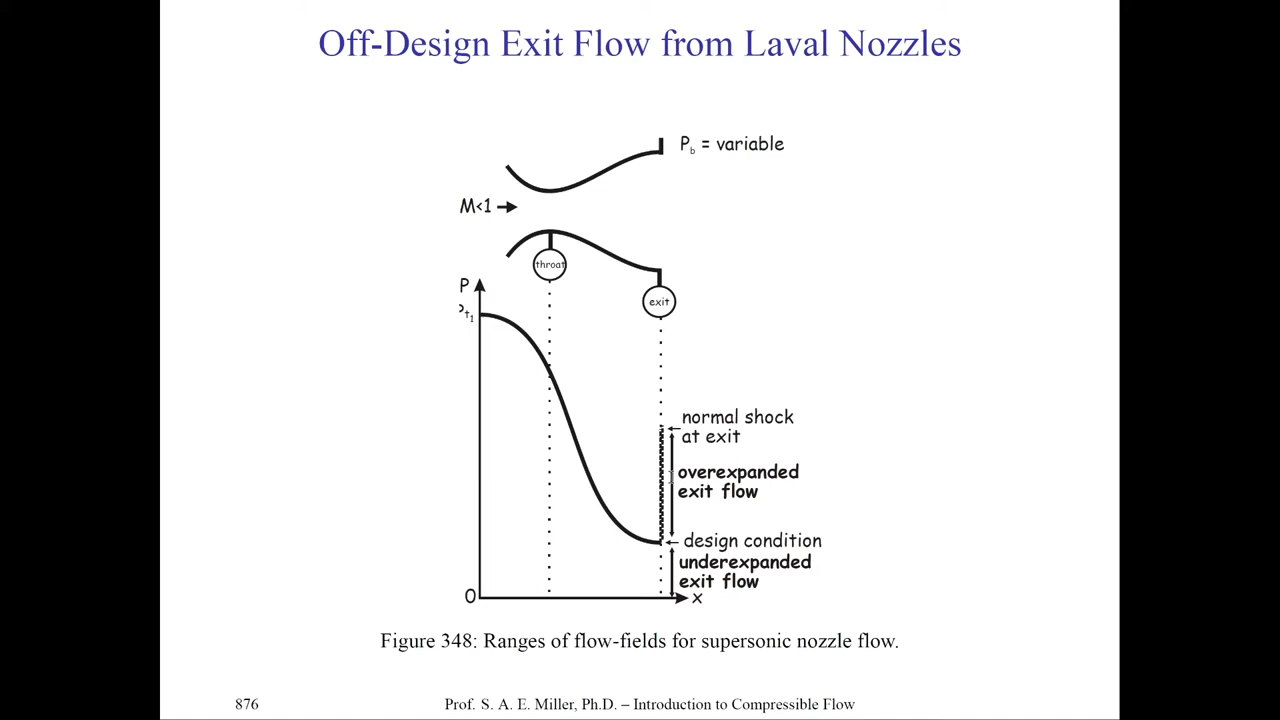 Off-Design Exit Flow from Laval Nozzles
P_b = variable
M<1
throat
P
P_t1
exit
normal shock
at exit
overexpanded
exit flow
design condition
underexpanded
exit flow
0
x
Figure 348: Ranges of flow-fields for supersonic nozzle flow.
876
Prof. S. A. E. Miller, Ph.D. – Introduction to Compressible Flow